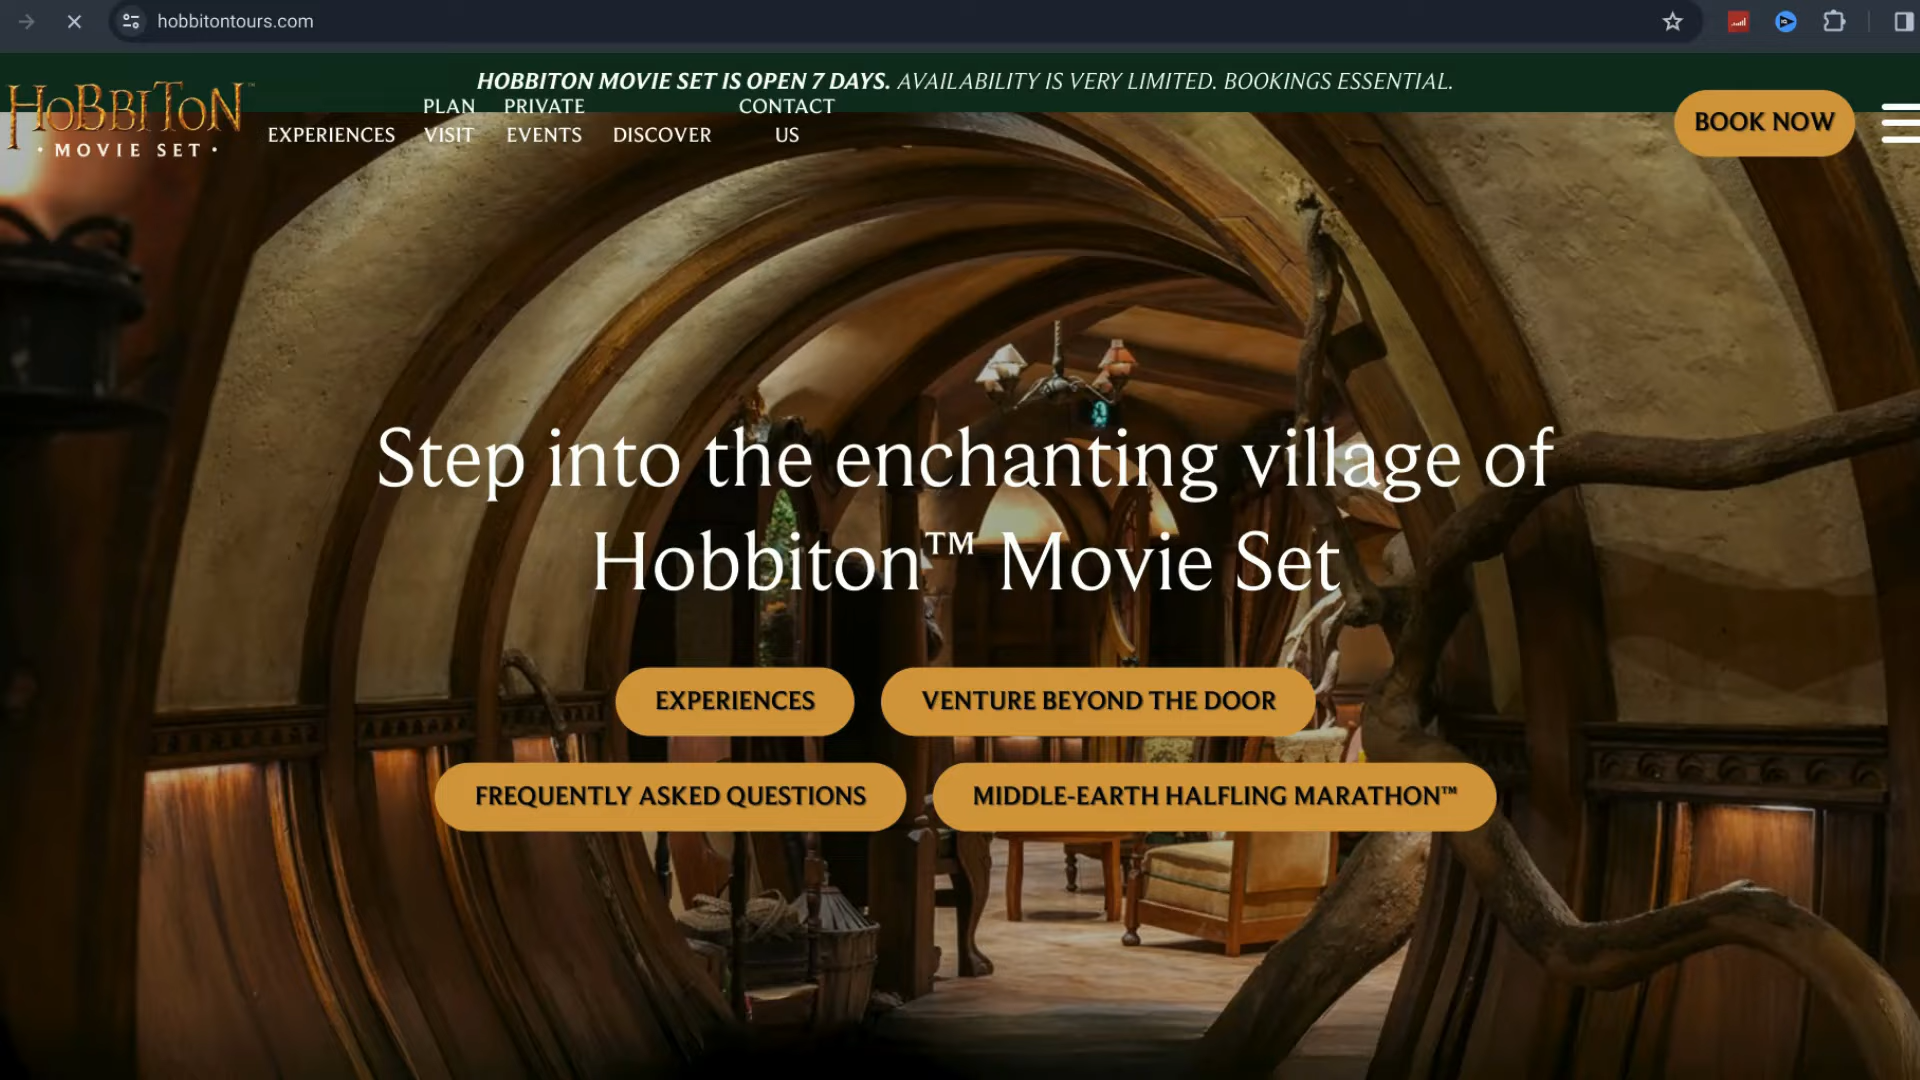 hobbitontours.com
HOBBITON MOVIE SET IS OPEN 7 DAYS. AVAILABILITY IS VERY LIMITED. BOOKINGS ESSENTIAL.
HOBBITON™
· MOVIE SET ·
EXPERIENCES
PLAN
VISIT
PRIVATE
EVENTS
DISCOVER
CONTACT
US
BOOK NOW
Step into the enchanting village of
Hobbiton™ Movie Set
EXPERIENCES
VENTURE BEYOND THE DOOR
FREQUENTLY ASKED QUESTIONS
MIDDLE-EARTH HALFLING MARATHON™